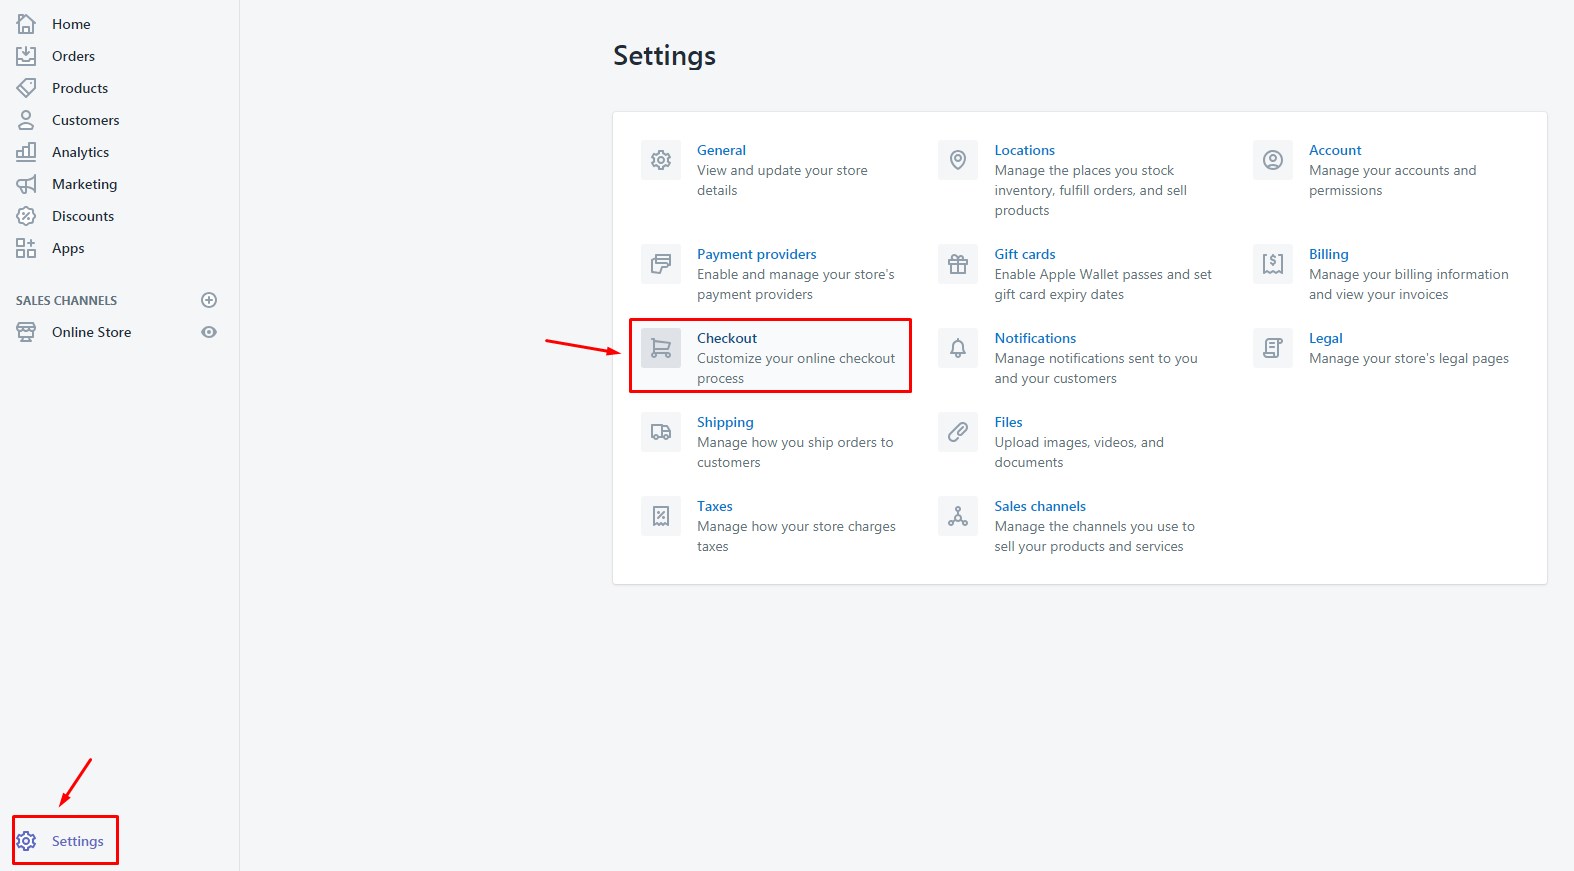 Home
Orders
Products
Customers
Analytics
Marketing
Discounts
Apps
SALES CHANNELS
Online Store
Settings
Settings
General
View and update your store
details
Locations
Manage the places you stock
inventory, fulfill orders, and sell
products
Account
Manage your accounts and
permissions
Payment providers
Enable and manage your store's
payment providers
Gift cards
Enable Apple Wallet passes and set
gift card expiry dates
Billing
Manage your billing information
and view your invoices
Checkout
Customize your online checkout
process
Notifications
Manage notifications sent to you
and your customers
Legal
Manage your store's legal pages
Shipping
Manage how you ship orders to
customers
Files
Upload images, videos, and
documents
Taxes
Manage how your store charges
taxes
Sales channels
Manage the channels you use to
sell your products and services